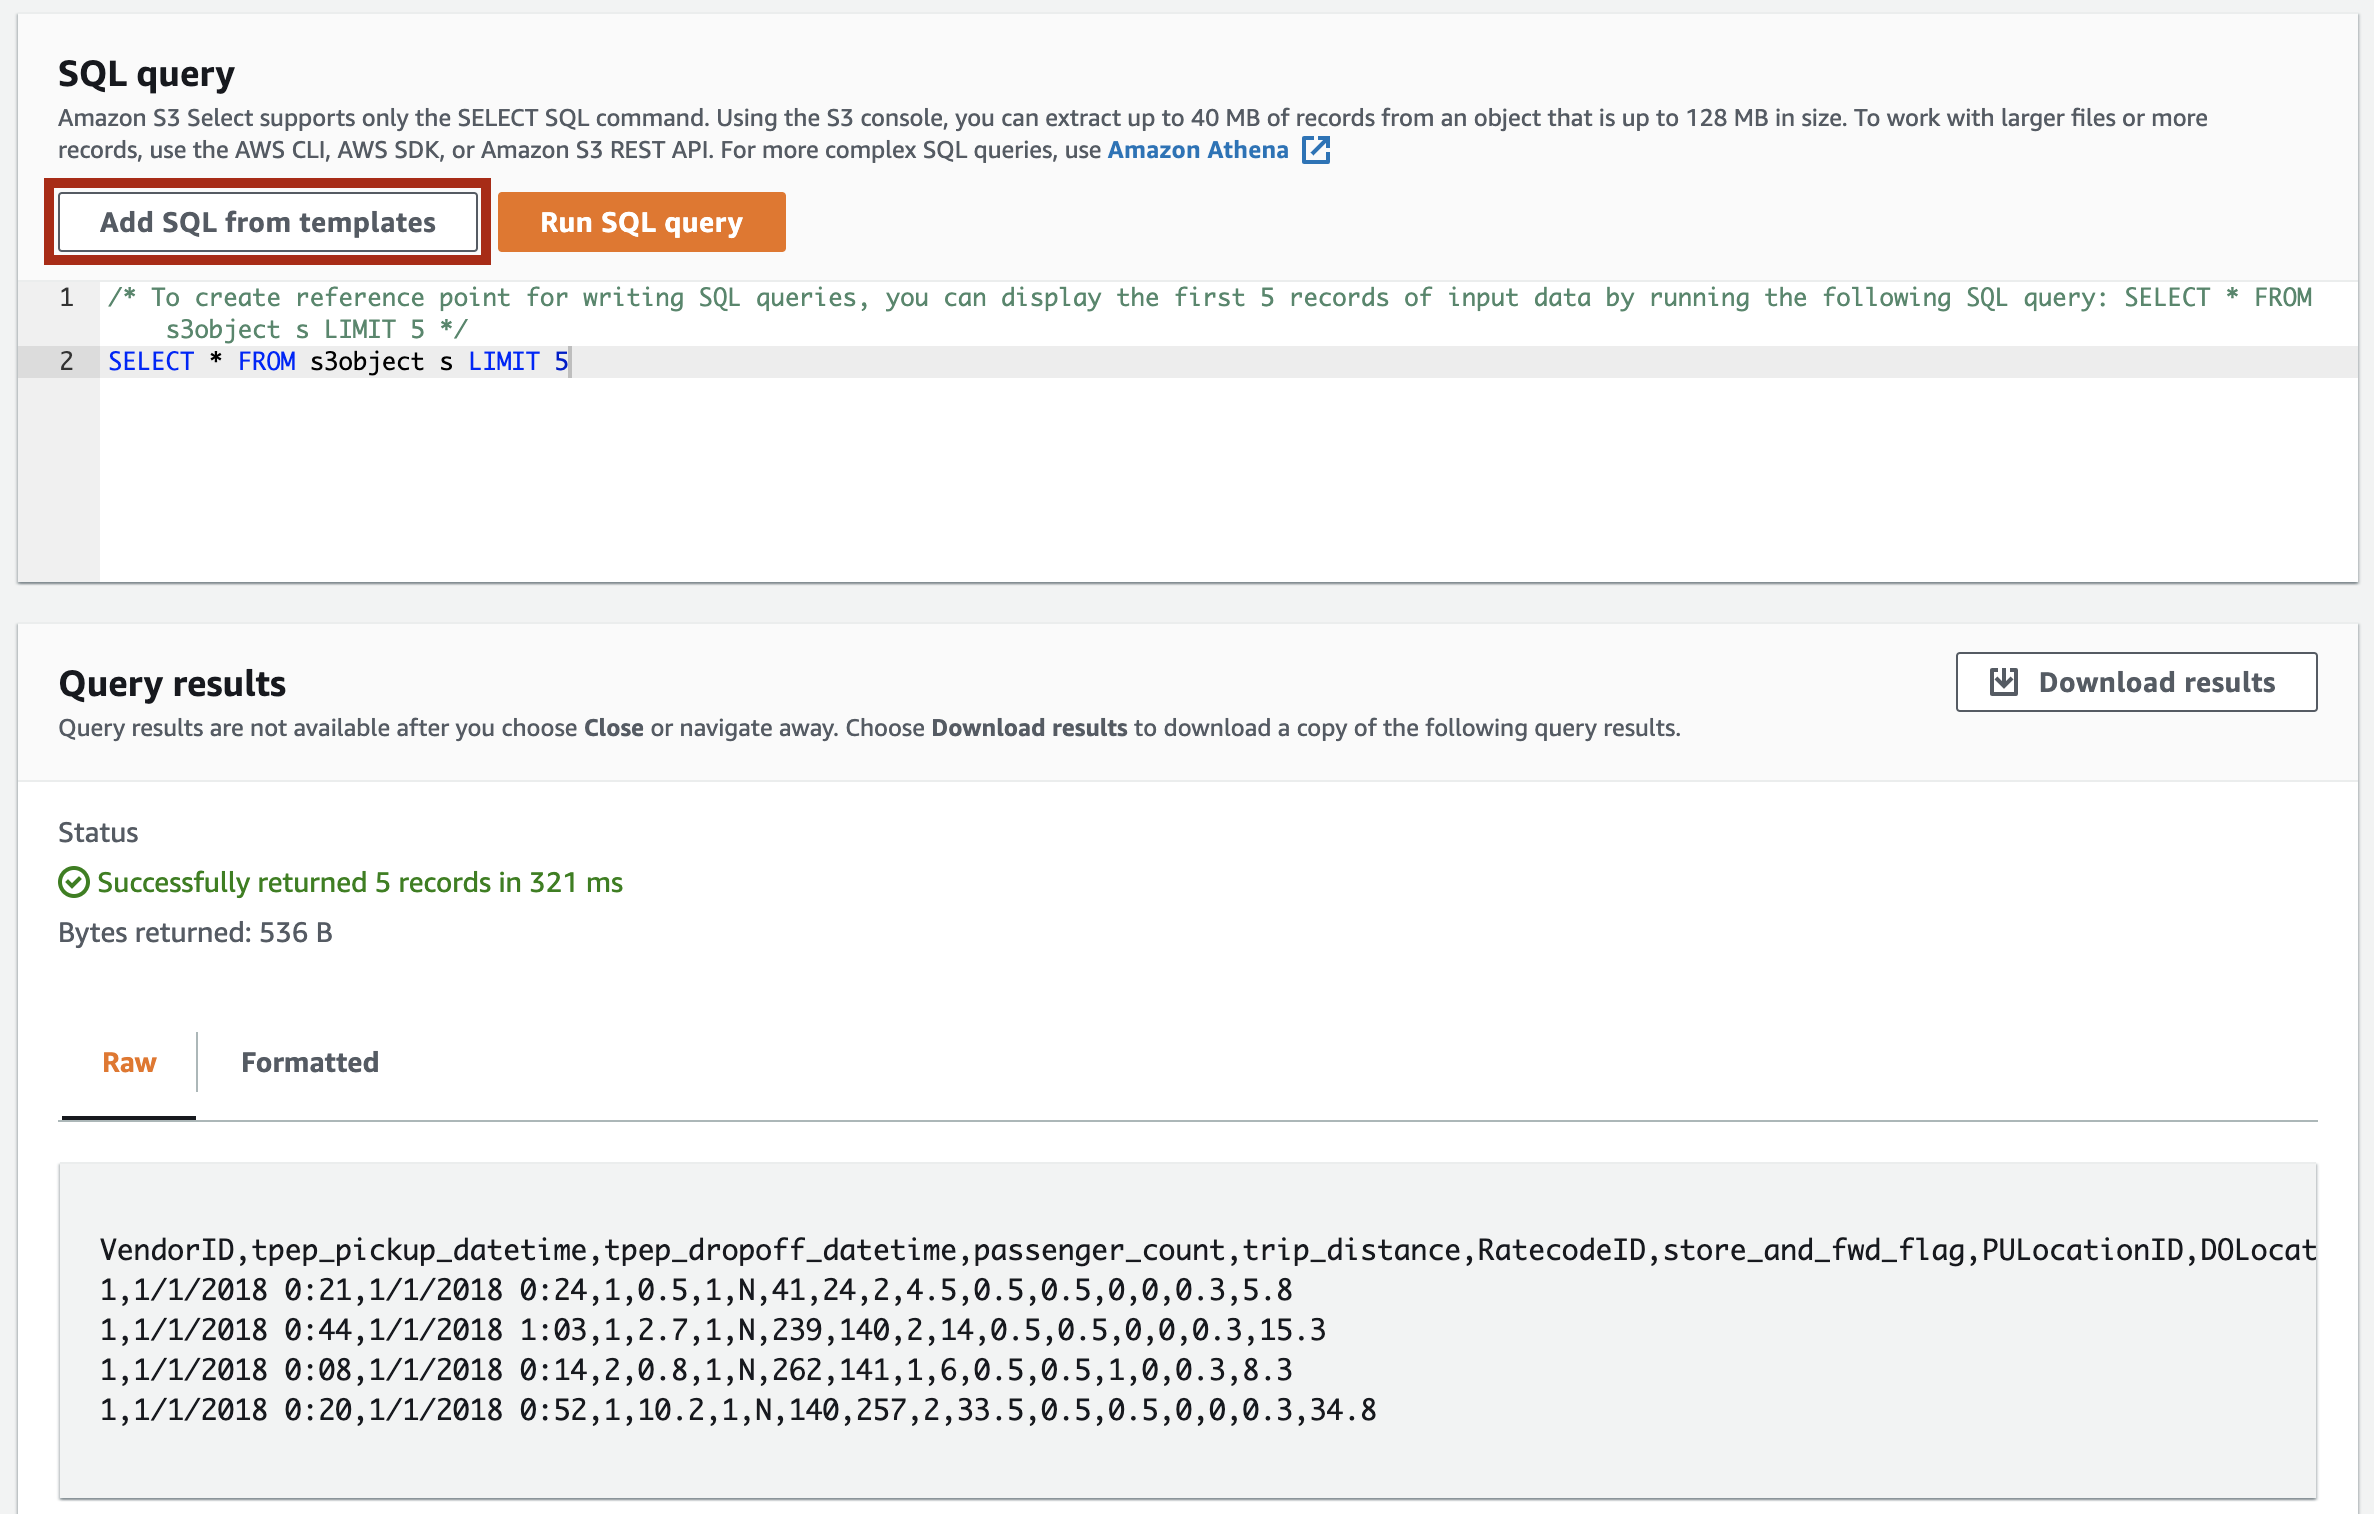 SQL query
Amazon S3 Select supports only the SELECT SQL command. Using the S3 console, you can extract up to 40 MB of records from an object that is up to 128 MB in size. To work with larger files or more
records, use the AWS CLI, AWS SDK, or Amazon S3 REST API. For more complex SQL queries, use Amazon Athena
Add SQL from templates Run SQL query
1 /* To create reference point for writing SQL queries, you can display the first 5 records of input data by running the following SQL query: SELECT * FROM
s3object s LIMIT 5 */
2 SELECT * FROM s3object s LIMIT 5
Query results
Download results
Query results are not available after you choose Close or navigate away. Choose Download results to download a copy of the following query results.
Status
Successfully returned 5 records in 321 ms
Bytes returned: 536 B
Raw Formatted
VendorID,tpep_pickup_datetime,tpep_dropoff_datetime,passenger_count,trip_distance,RatecodeID,store_and_fwd_flag,PULocationID,DOLocat
1,1/1/2018 0:21,1/1/2018 0:24,1,0.5,1,N,41,24,2,4.5,0.5,0.5,0,0,0.3,5.8
1,1/1/2018 0:44,1/1/2018 1:03,1,2.7,1,N,239,140,2,14,0.5,0.5,0,0,0.3,15.3
1,1/1/2018 0:08,1/1/2018 0:14,2,0.8,1,N,262,141,1,6,0.5,0.5,1,0,0.3,8.3
1,1/1/2018 0:20,1/1/2018 0:52,1,10.2,1,N,140,257,2,33.5,0.5,0.5,0,0,0.3,34.8